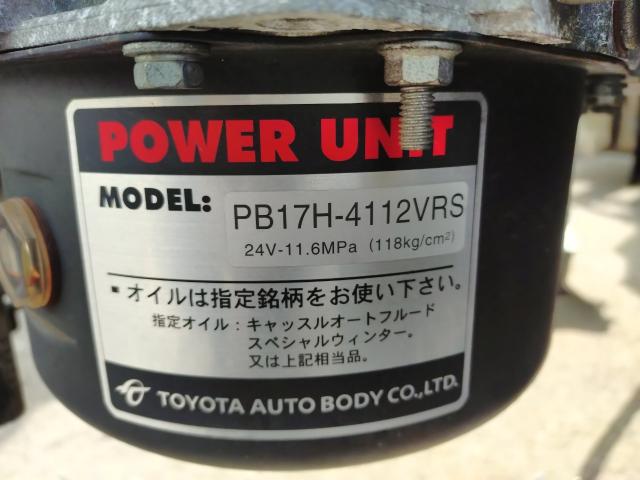 POWER UNIT
MODEL: PB17H-4112VRS
24V-11.6MPa (118kg/cm²)
▪オイルは指定銘柄をお使い下さい。
指定オイル：キャッスルオートフルード
スペシャルウィンター。
又は上記相当品。
TOYOTA AUTO BODY CO.,LTD.